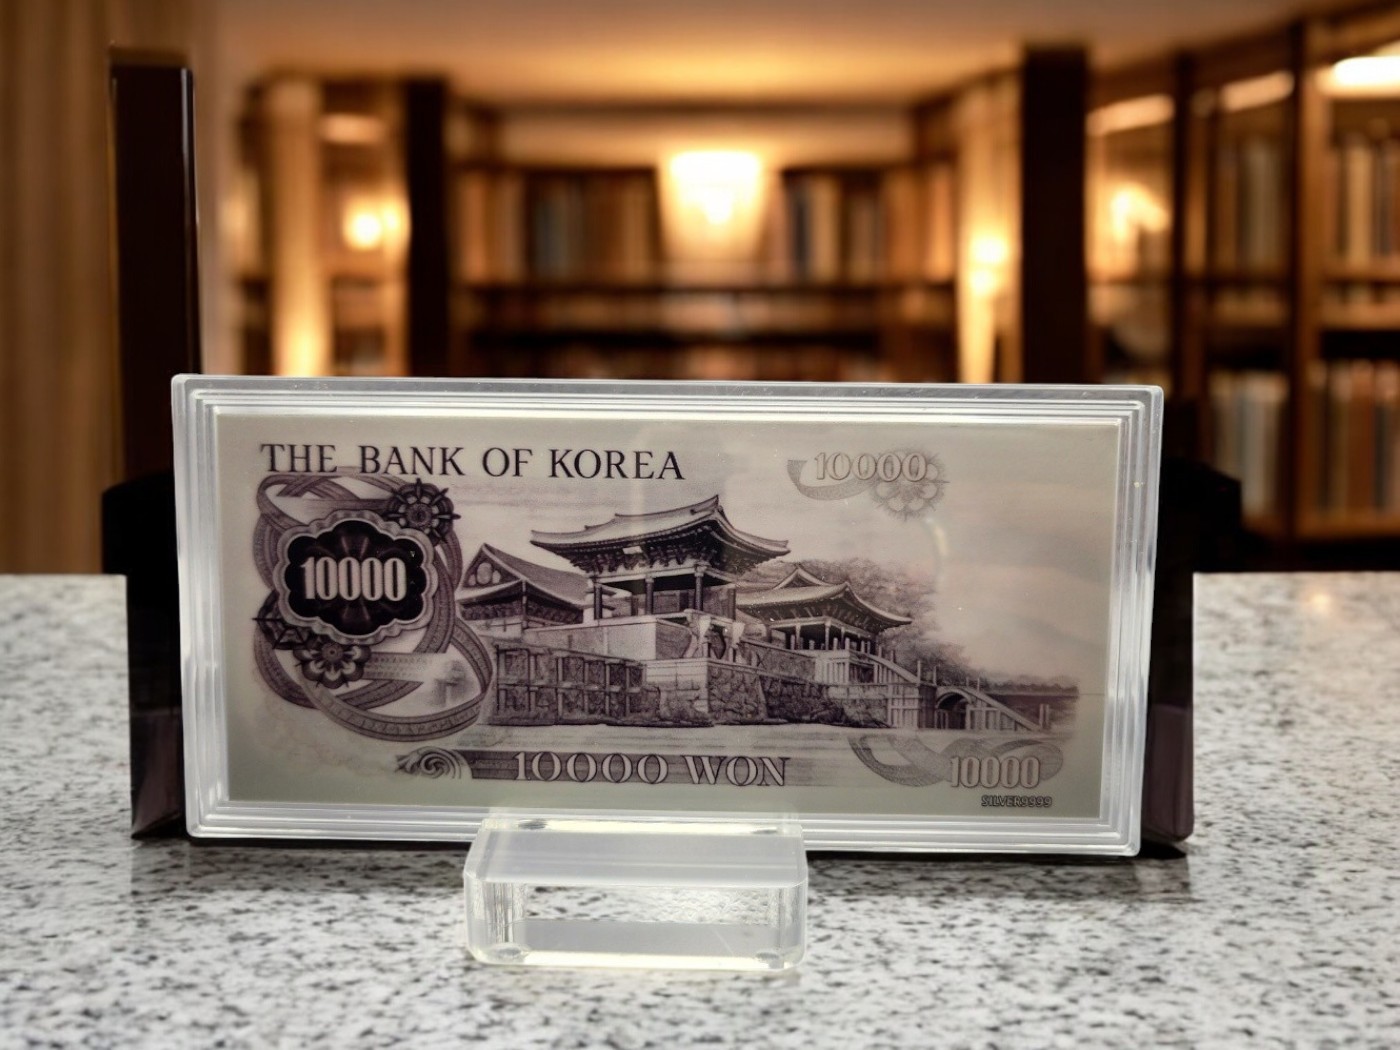 THE BANK OF KOREA
10000
10000
10000 WON
10000
SILVER9999